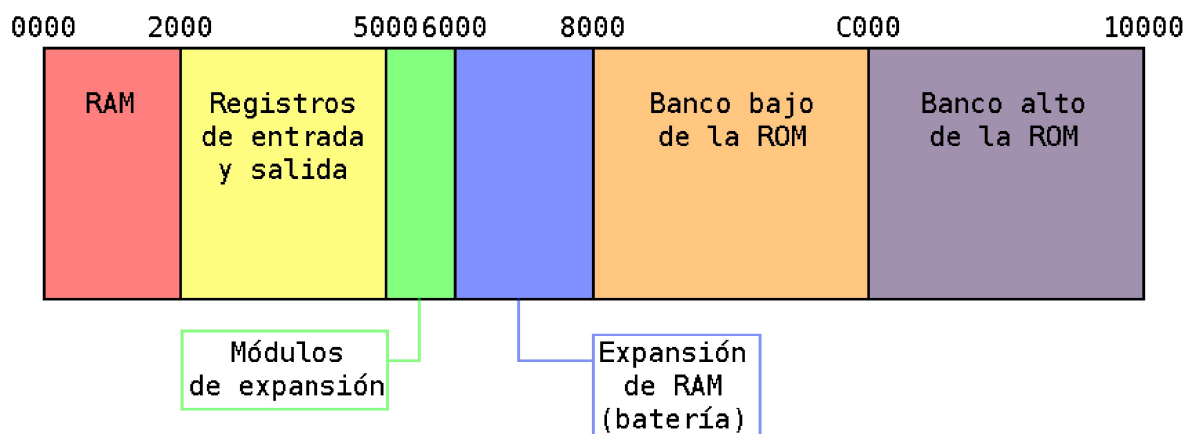 0000 2000 5000 6000 8000 C000 10000
RAM
Registros
de entrada
y salida
Banco bajo
de la ROM
Banco alto
de la ROM
Módulos
de expansión
Expansión
de RAM
(batería)